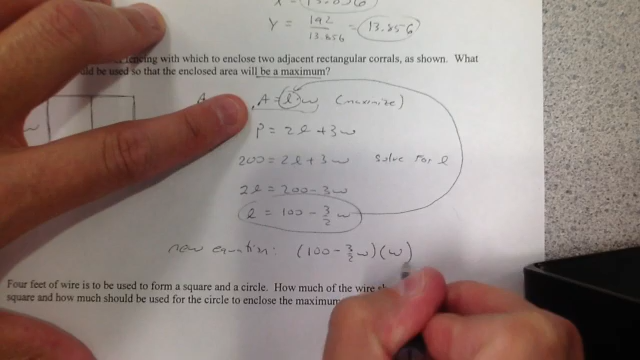 Y = 192/13.856 = 13.856
fencing with which to enclose two adjacent rectangular corrals, as shown. What
be used so that the enclosed area will be a maximum?
A = l·w (maximize)
P = 2l + 3w
w
200 = 2l + 3w solve for l
2l = 200 - 3w
l = 100 - 3/2 w
new equation: (100 - 3/2 w)(w)
Four feet of wire is to be used to form a square and a circle. How much of the wire
square and how much should be used for the circle to enclose the maximum